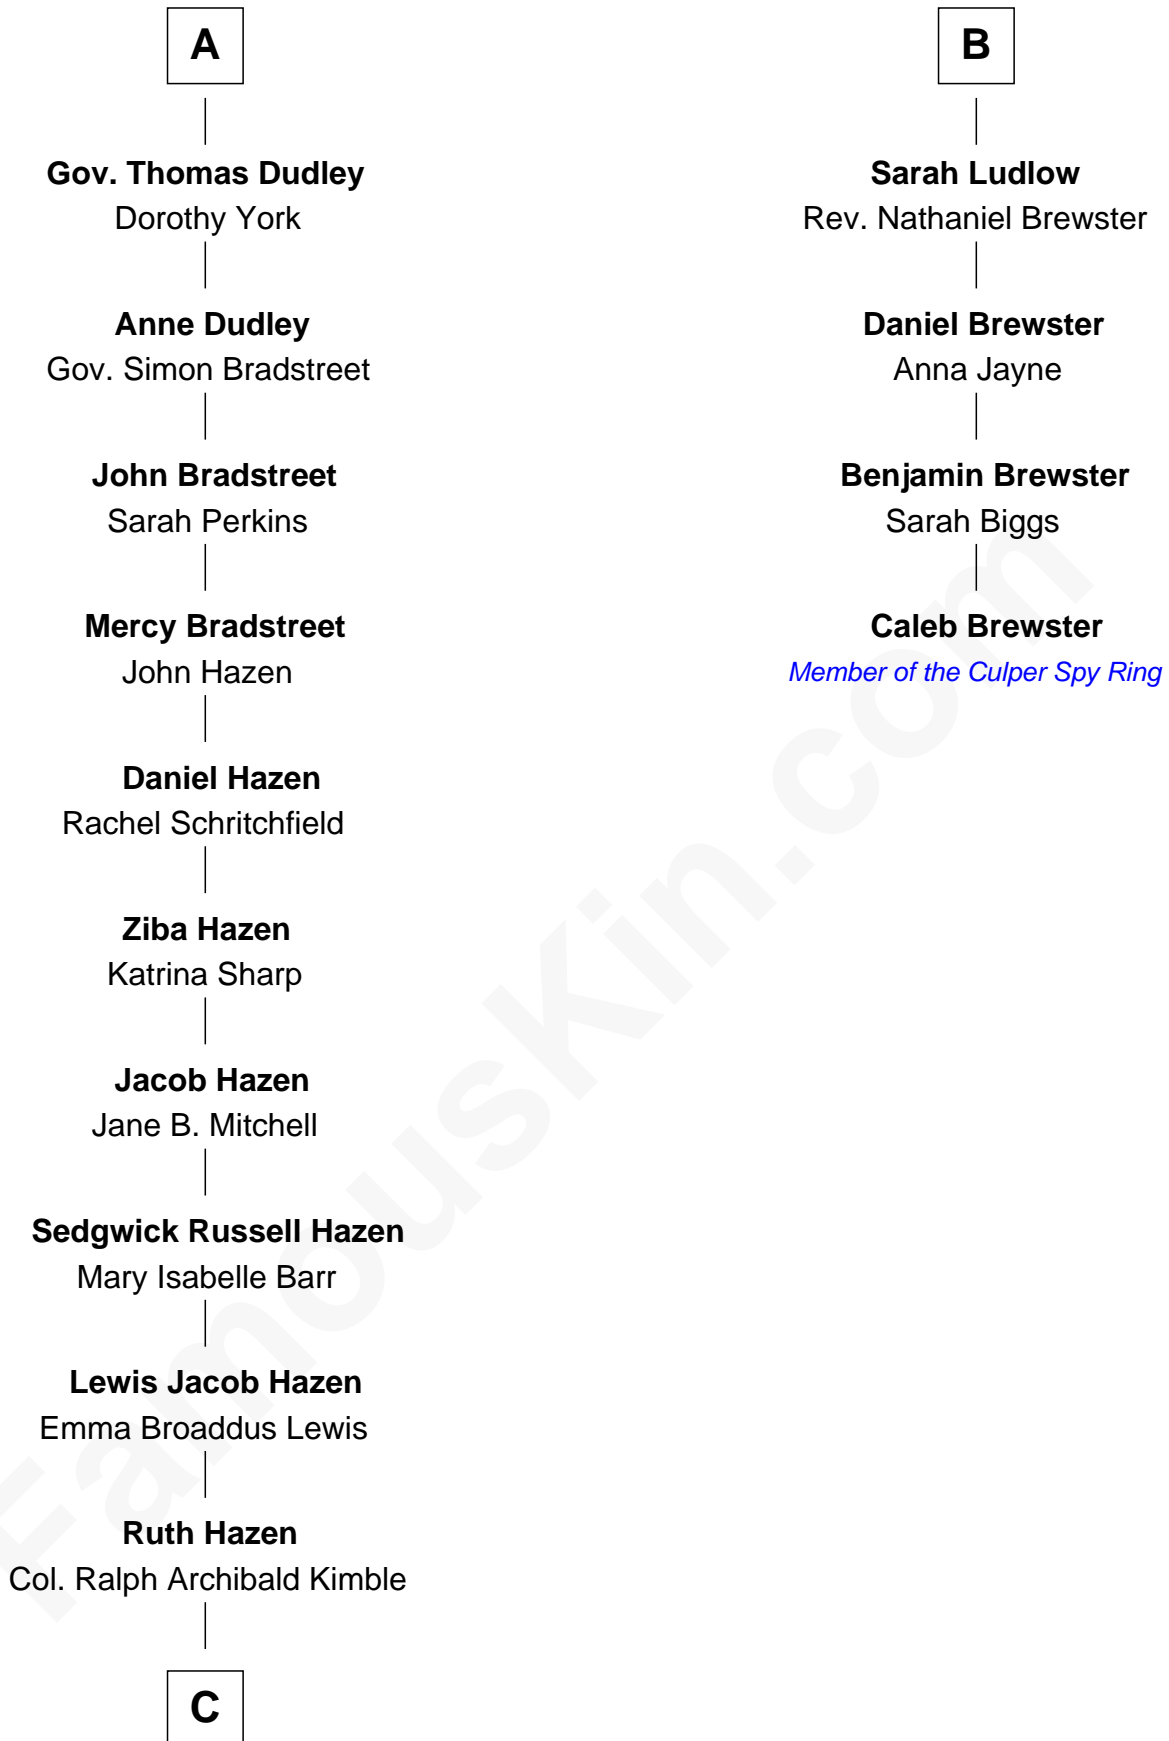 A
Gov. Thomas Dudley
Dorothy York
Anne Dudley
Gov. Simon Bradstreet
John Bradstreet
Sarah Perkins
Mercy Bradstreet
John Hazen
Daniel Hazen
Rachel Schritchfield
Ziba Hazen
Katrina Sharp
Jacob Hazen
Jane B. Mitchell
Sedgwick Russell Hazen
Mary Isabelle Barr
Lewis Jacob Hazen
Emma Broaddus Lewis
Ruth Hazen
Col. Ralph Archibald Kimble
C
B
Sarah Ludlow
Rev. Nathaniel Brewster
Daniel Brewster
Anna Jayne
Benjamin Brewster
Sarah Biggs
Caleb Brewster
Member of the Culper Spy Ring
FamousKin.com